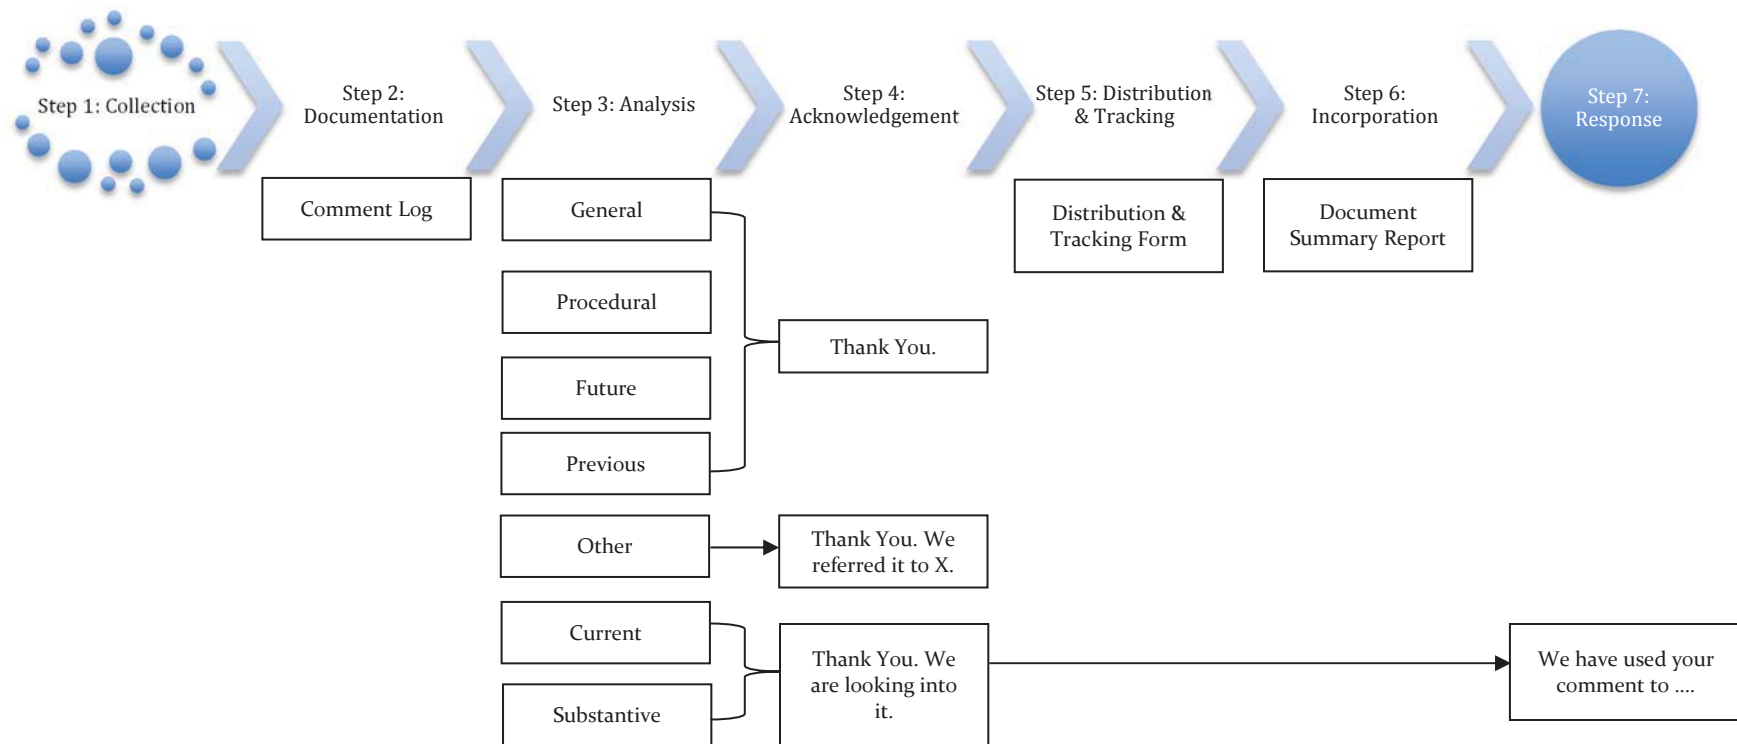 Step 1: Collection
Step 2:
Documentation
Step 3: Analysis
Step 4:
Acknowledgement
Step 5: Distribution
& Tracking
Step 6:
Incorporation
Step 7:
Response
Comment Log
General
Distribution &
Tracking Form
Document
Summary Report
Procedural
Thank You.
Future
Previous
Other
Thank You. We
referred it to X.
Current
Thank You. We
are looking into
it.
We have used your
comment to ....
Substantive